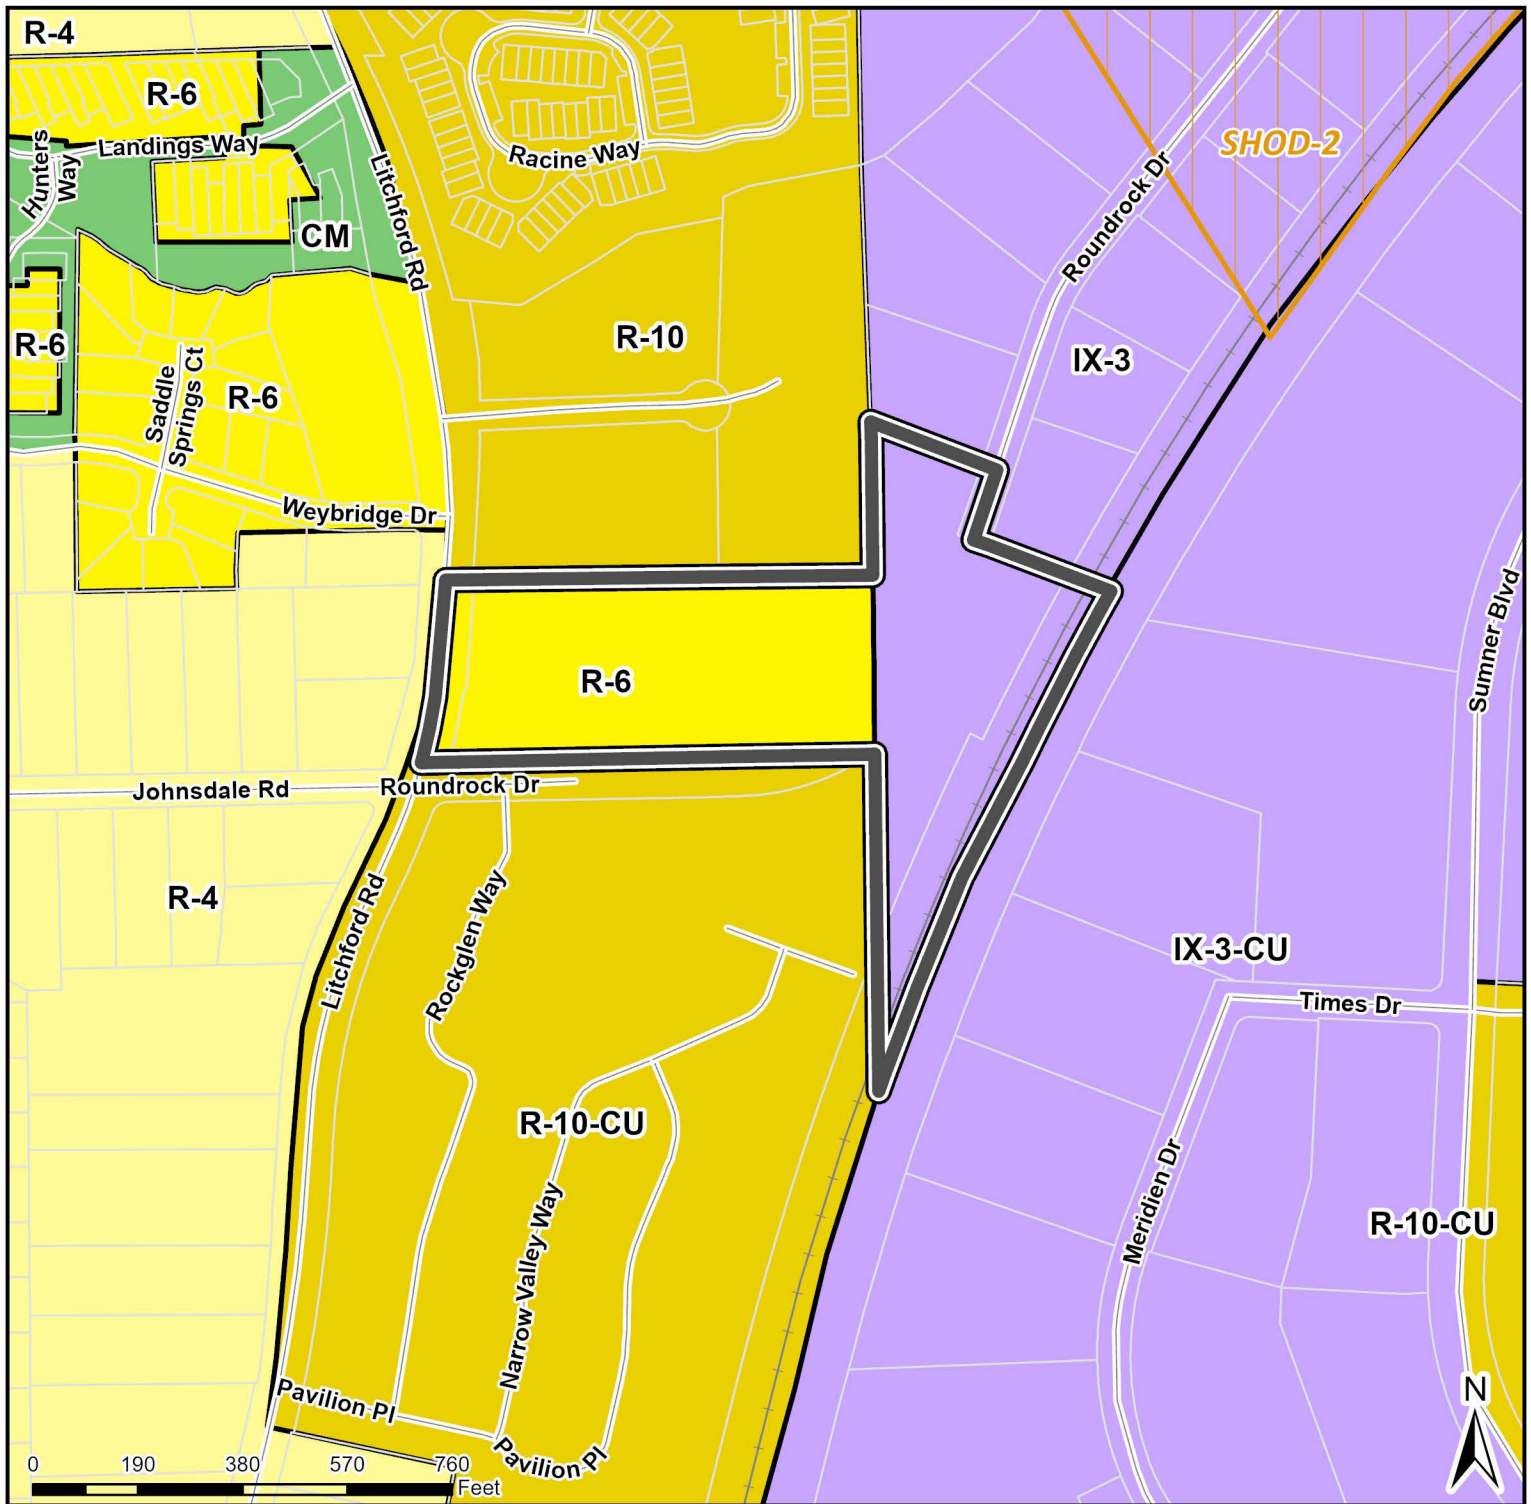 R-4
R-6
Landings Way
Hunters
Way
Litchford Rd
Racine Way
SHOD-2
Roundrock Dr
CM
R-6
R-10
IX-3
Saddle
Springs Ct
R-6
Weybridge Dr
Sumner Blvd
R-6
Johnsdale Rd
Roundrock Dr
R-4
Litchford Rd
Rockglen Way
IX-3-CU
Times Dr
R-10-CU
Meridien Dr
R-10-CU
Narrow Valley Way
Pavilion Pl
Pavilion Pl
N
0 190 380 570 760
Feet